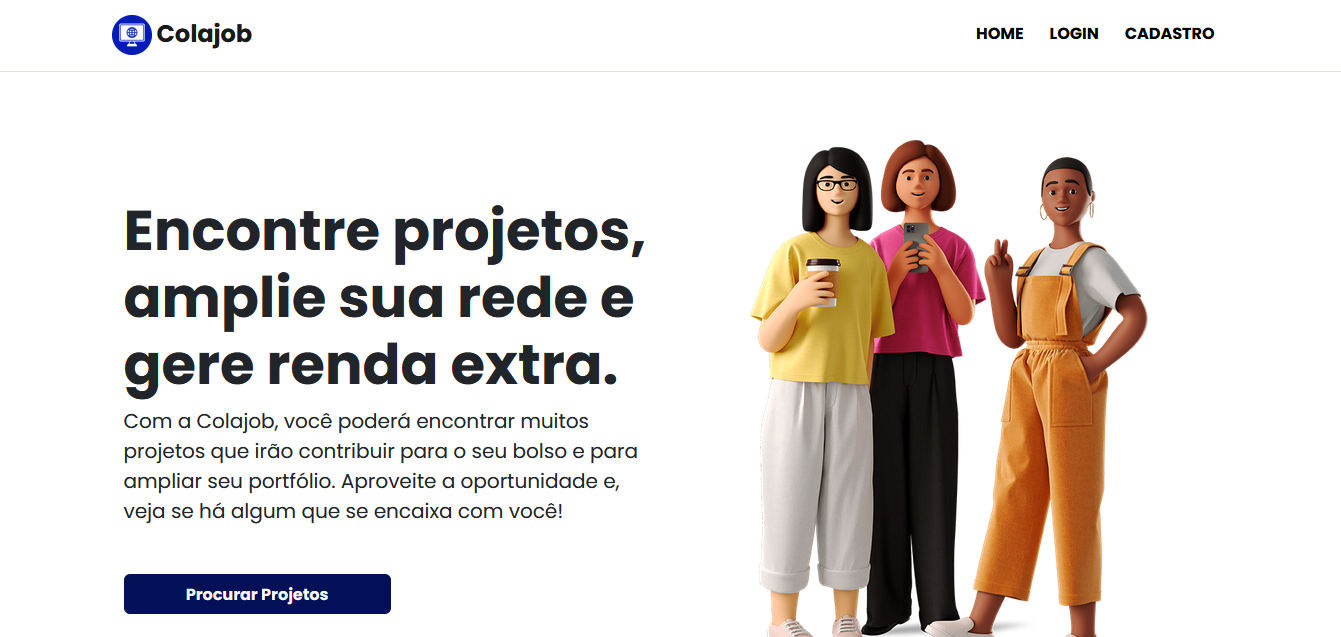 Colajob
HOME
LOGIN
CADASTRO
Encontre projetos,
amplie sua rede e
gere renda extra.
Com a Colajob, você poderá encontrar muitos
projetos que irão contribuir para o seu bolso e para
ampliar seu portfólio. Aproveite a oportunidade e,
veja se há algum que se encaixa com você!
Procurar Projetos